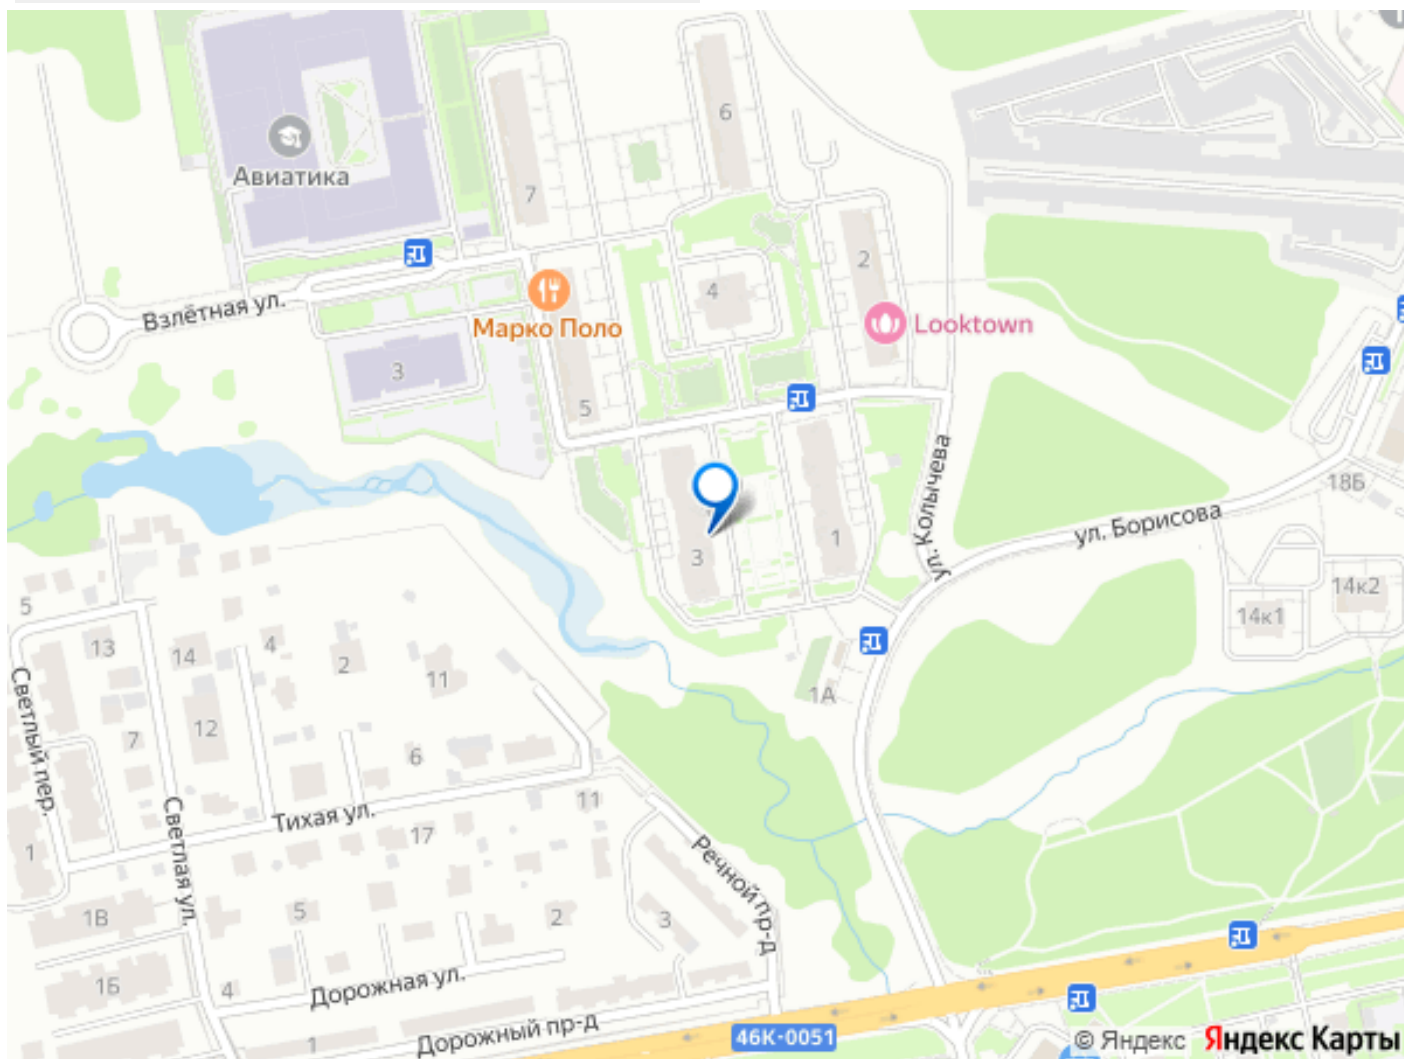 Авиатика
6
7
2
4
Взлётная ул.
Марко Поло
Looktown
3
5
ул. Колычева
18Б
ул. Борисова
1
3
14к2
14к1
5
13
14
4
2
11
1А
Светлый пер.
12
7
6
Светлая ул.
Тихая ул.
11
17
1
Речной пр-д
1В
5
2
3
1Б
4
Дорожная ул.
Дорожный пр-д
1
46К-0051
© Яндекс Яндекс Карты